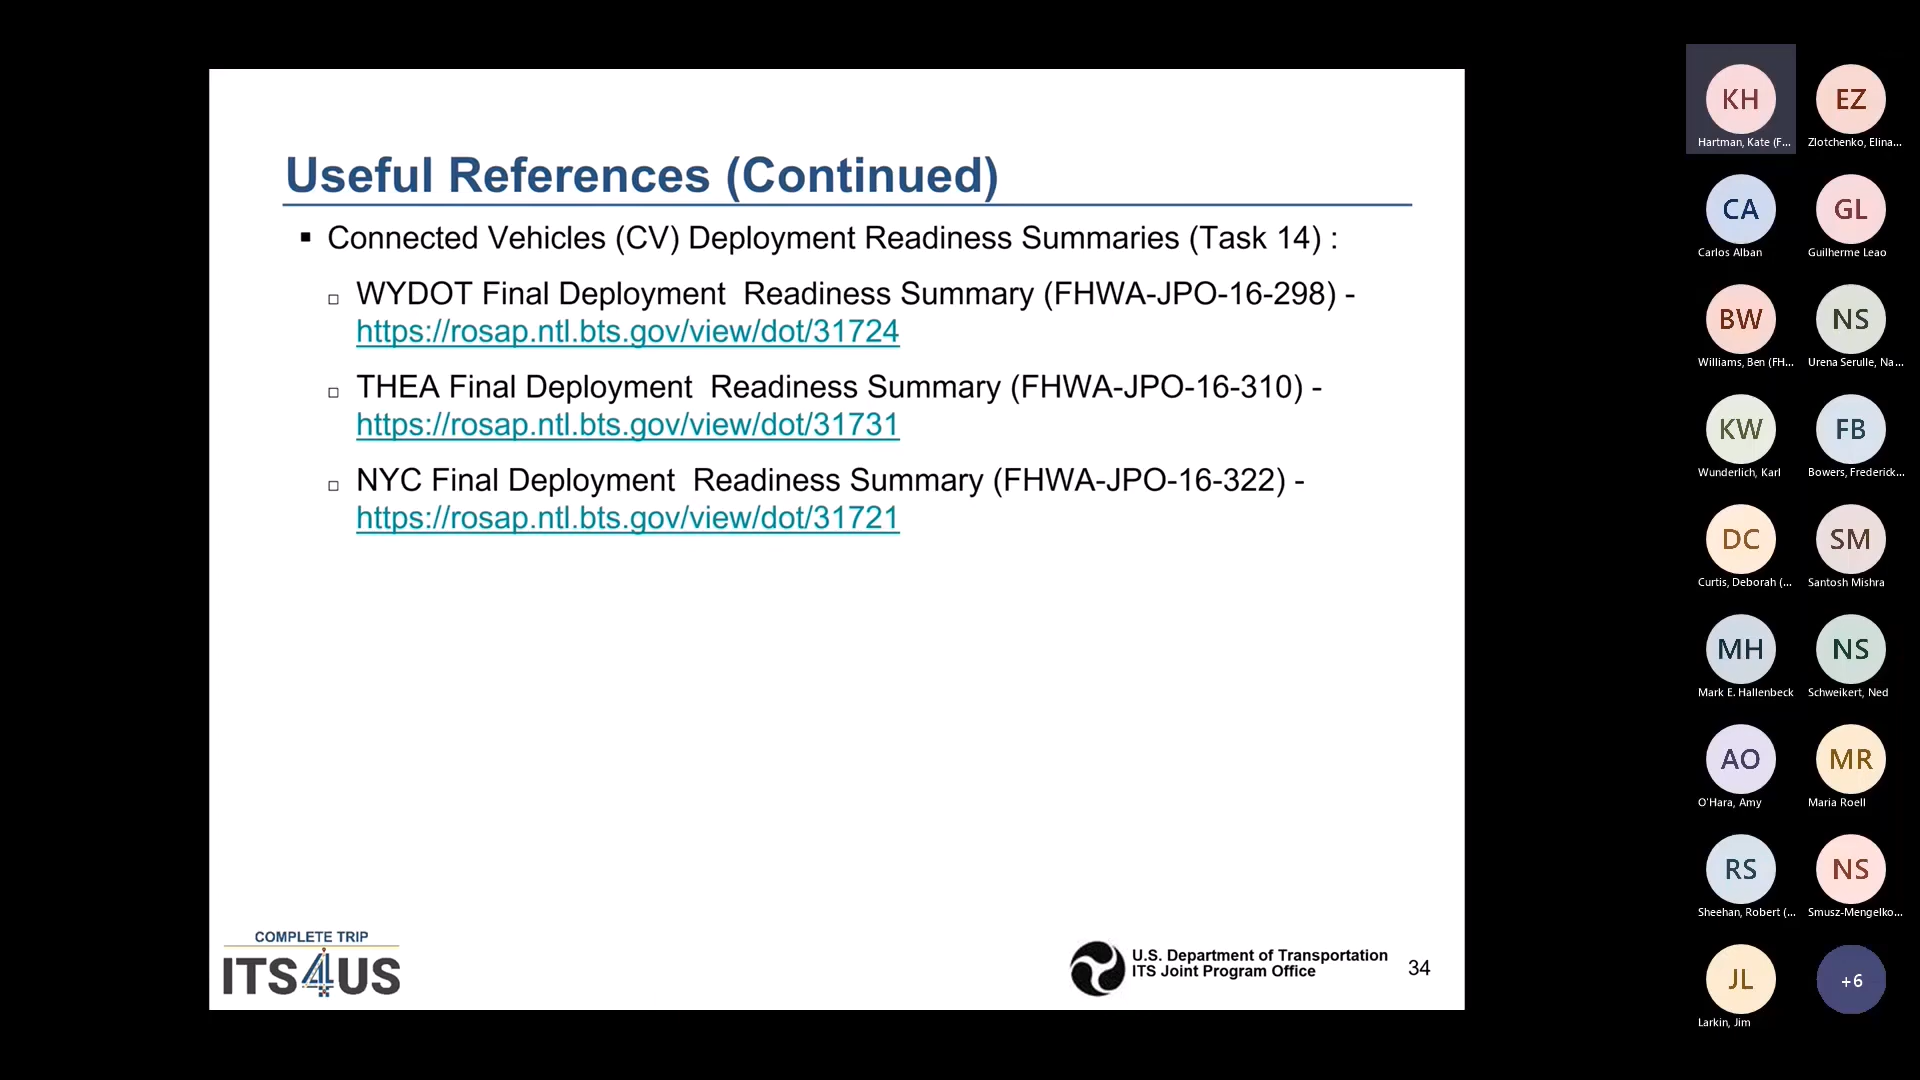 Useful References (Continued)
Connected Vehicles (CV) Deployment Readiness Summaries (Task 14) :
WYDOT Final Deployment Readiness Summary (FHWA-JPO-16-298) -
https://rosap.ntl.bts.gov/view/dot/31724
THEA Final Deployment Readiness Summary (FHWA-JPO-16-310) -
https://rosap.ntl.bts.gov/view/dot/31731
NYC Final Deployment Readiness Summary (FHWA-JPO-16-322) -
https://rosap.ntl.bts.gov/view/dot/31721
COMPLETE TRIP
ITS4US
U.S. Department of Transportation
ITS Joint Program Office
34
KH
Hartman, Kate (F...
EZ
Zlotchenko, Elina...
CA
Carlos Alban
GL
Guilherme Leao
BW
Williams, Ben (FH...
NS
Urena Serulle, Na...
KW
Wunderlich, Karl
FB
Bowers, Frederick...
DC
Curtis, Deborah (...
SM
Santosh Mishra
MH
Mark E. Hallenbeck
NS
Schweikert, Ned
AO
O'Hara, Amy
MR
Maria Roell
RS
Sheehan, Robert (...
NS
Smusz-Mengelko...
JL
Larkin, Jim
+6